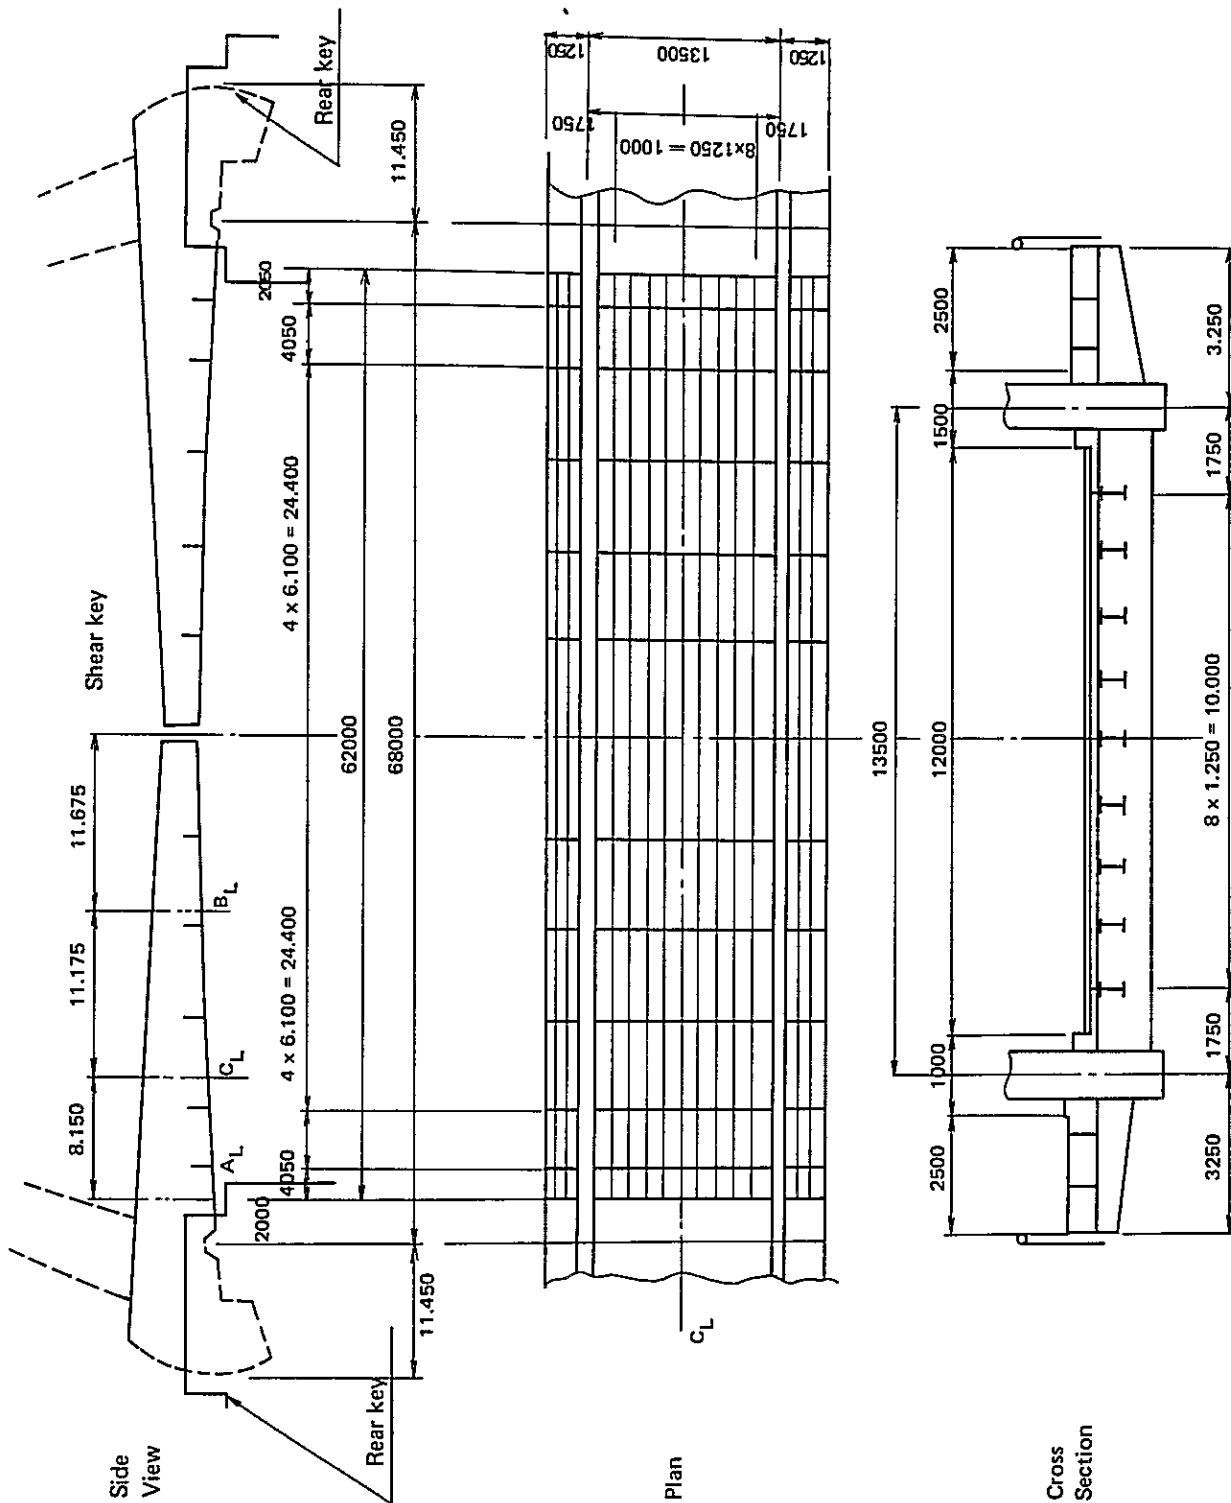 Side
View
Rear key
Rear key
Shear key
8.150
11.175
11.675
A_L
C_L
B_L
2000
4050
4 x 6.100 = 24.400
4 x 6.100 = 24.400
4050
2050
62000
68000
11.450
11.450
Plan
C_L
1250
13500
1250
1750
8x1250 = 1000
1750
Cross
Section
13500
2500
1000
12000
1500
2500
3250
1750
8 x 1.250 = 10.000
1750
3.250